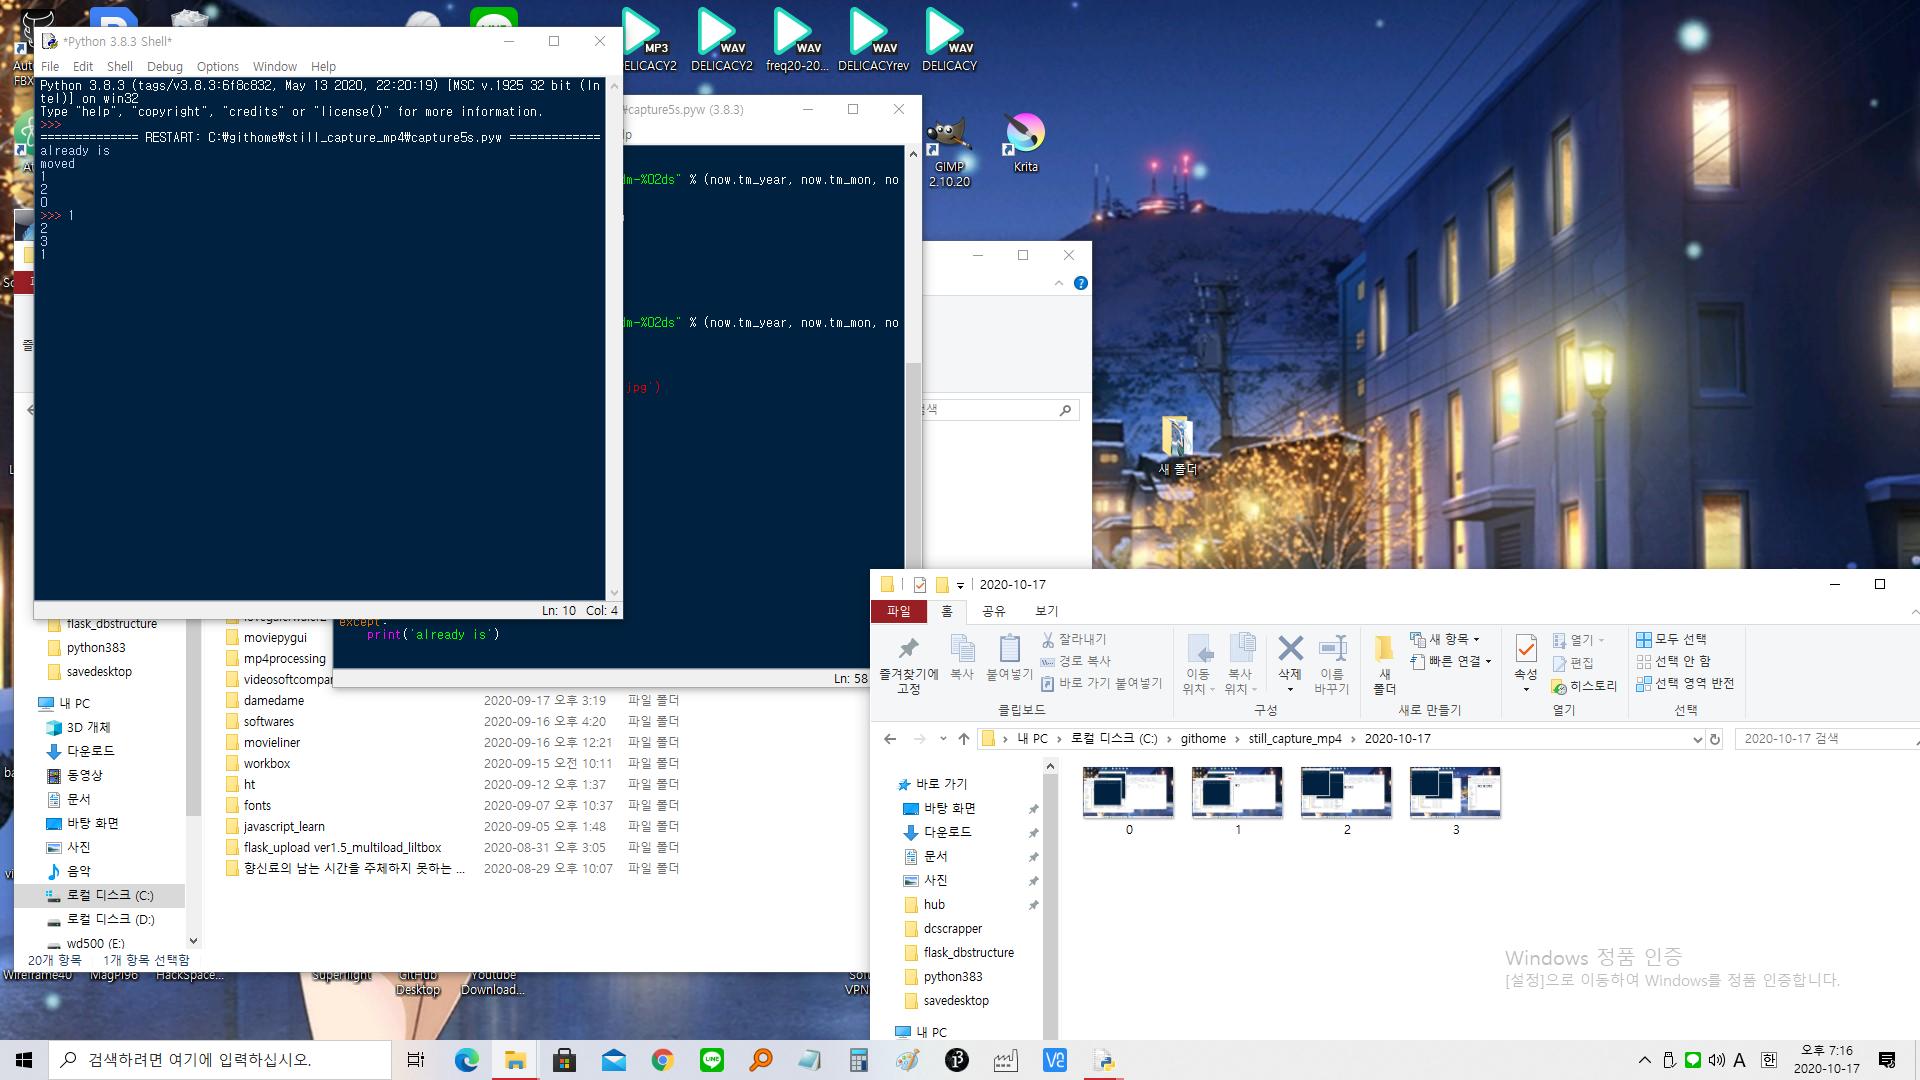 *Python 3.8.3 Shell*
File Edit Shell Debug Options Window Help
Python 3.8.3 (tags/v3.8.3:6f8c832, May 13 2020, 22:20:19) [MSC v.1925 32 bit (In
tel)] on win32
Type "help", "copyright", "credits" or "license()" for more information.
>>>
============== RESTART: C:₩githome₩still_capture_mp4₩capture5s.pyw =============
already is
moved
1
2
0
>>> 1
2
3
1
Ln: 10 Col: 4
MP3 WAV WAV WAV WAV
ELICACY2 DELICACY2 freq20-20... DELICACYrev DELICACY
₩capture5s.pyw (3.8.3)
GIMP
2.10.20
Krita
dm-%02ds" % (now.tm_year, now.tm_mon, no
dm-%02ds" % (now.tm_year, now.tm_mon, no
jpg')
except:
print('already is')
Ln: 58
새 폴더
flask_dbstructure
python383
savedesktop
내 PC
3D 개체
다운로드
동영상
문서
바탕 화면
사진
음악
로컬 디스크 (C:)
로컬 디스크 (D:)
wd500 (E:)
20개 항목 1개 항목 선택함
moviepygui
mp4processing
videosoftcompar
damedame 2020-09-17 오후 3:19 파일 폴더
softwares 2020-09-16 오후 4:20 파일 폴더
movieliner 2020-09-16 오후 12:21 파일 폴더
workbox 2020-09-15 오전 10:11 파일 폴더
ht 2020-09-12 오후 1:37 파일 폴더
fonts 2020-09-07 오후 10:37 파일 폴더
javascript_learn 2020-09-05 오후 1:48 파일 폴더
flask_upload ver1.5_multiload_liltbox 2020-08-31 오후 3:05 파일 폴더
향신료의 남는 시간을 주체하지 못하는 ... 2020-08-29 오후 10:07 파일 폴더
Wireframe40 MagPi96 HackSpace... Superflight GitHub
Desktop
Youtube
Download...
VPN
2020-10-17
파일 홈 공유 보기
즐겨찾기에
고정
복사
붙여넣기
잘라내기
경로 복사
바로 가기 붙여넣기
클립보드
이동
위치
복사
위치
삭제
이름
바꾸기
구성
새
폴더
새 항목
빠른 연결
새로 만들기
속성
열기
편집
히스토리
열기
모두 선택
선택 안 함
선택 영역 반전
선택
내 PC › 로컬 디스크 (C:) › githome › still_capture_mp4 › 2020-10-17
2020-10-17 검색
바로 가기
바탕 화면
다운로드
문서
사진
hub
dcscrapper
flask_dbstructure
python383
savedesktop
내 PC
0 1 2 3
Windows 정품 인증
[설정]으로 이동하여 Windows를 정품 인증합니다.
검색하려면 여기에 입력하십시오.
LINE
A
오후 7:16
2020-10-17